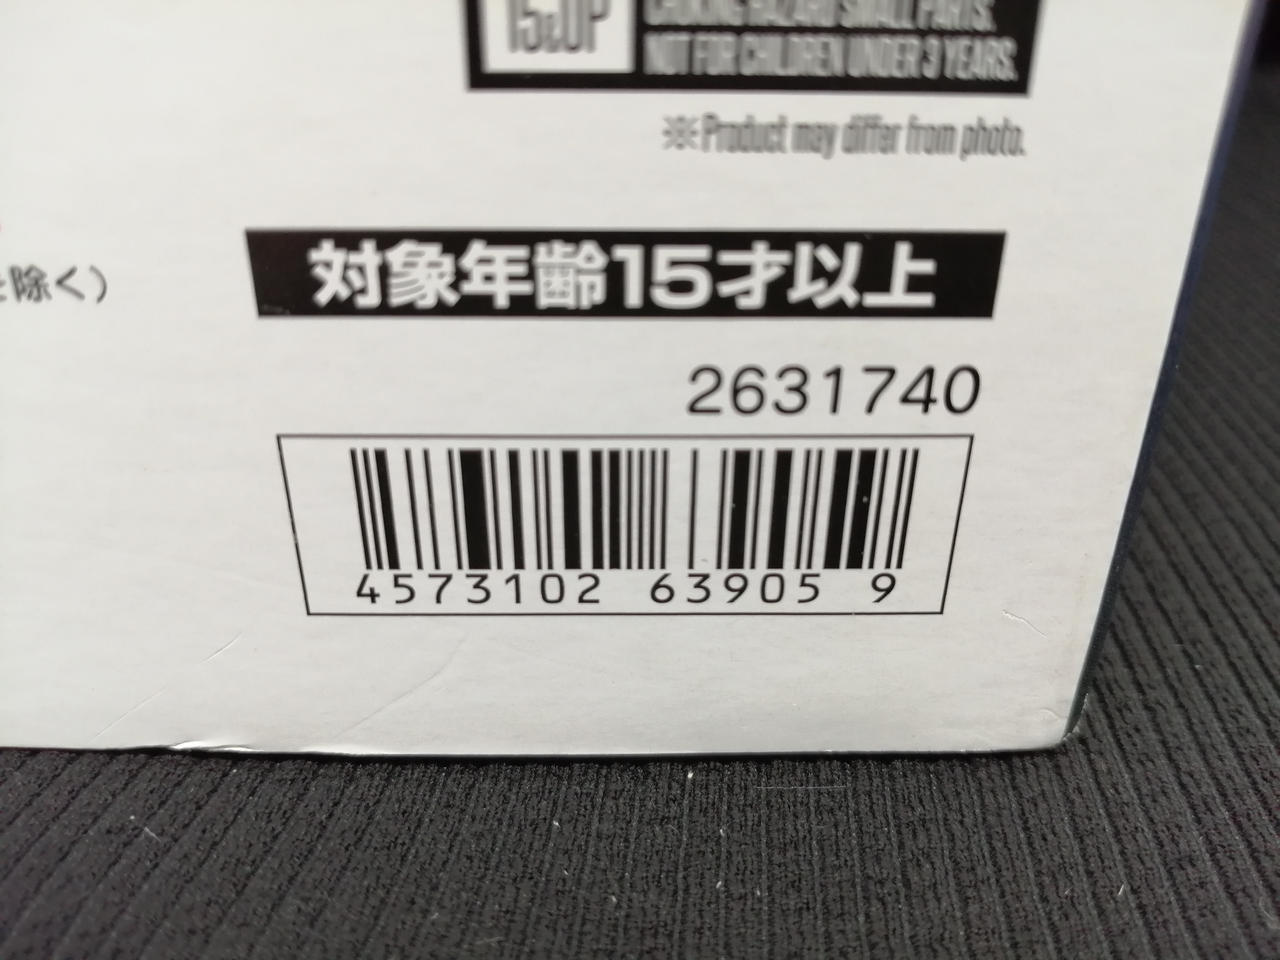 15&UP
CHOKING HAZARD SMALL PARTS.
NOT FOR CHILDREN UNDER 3 YEARS.
※Product may differ from photo.
を除く)
対象年齢15才以上
2631740
4573102 63905 9